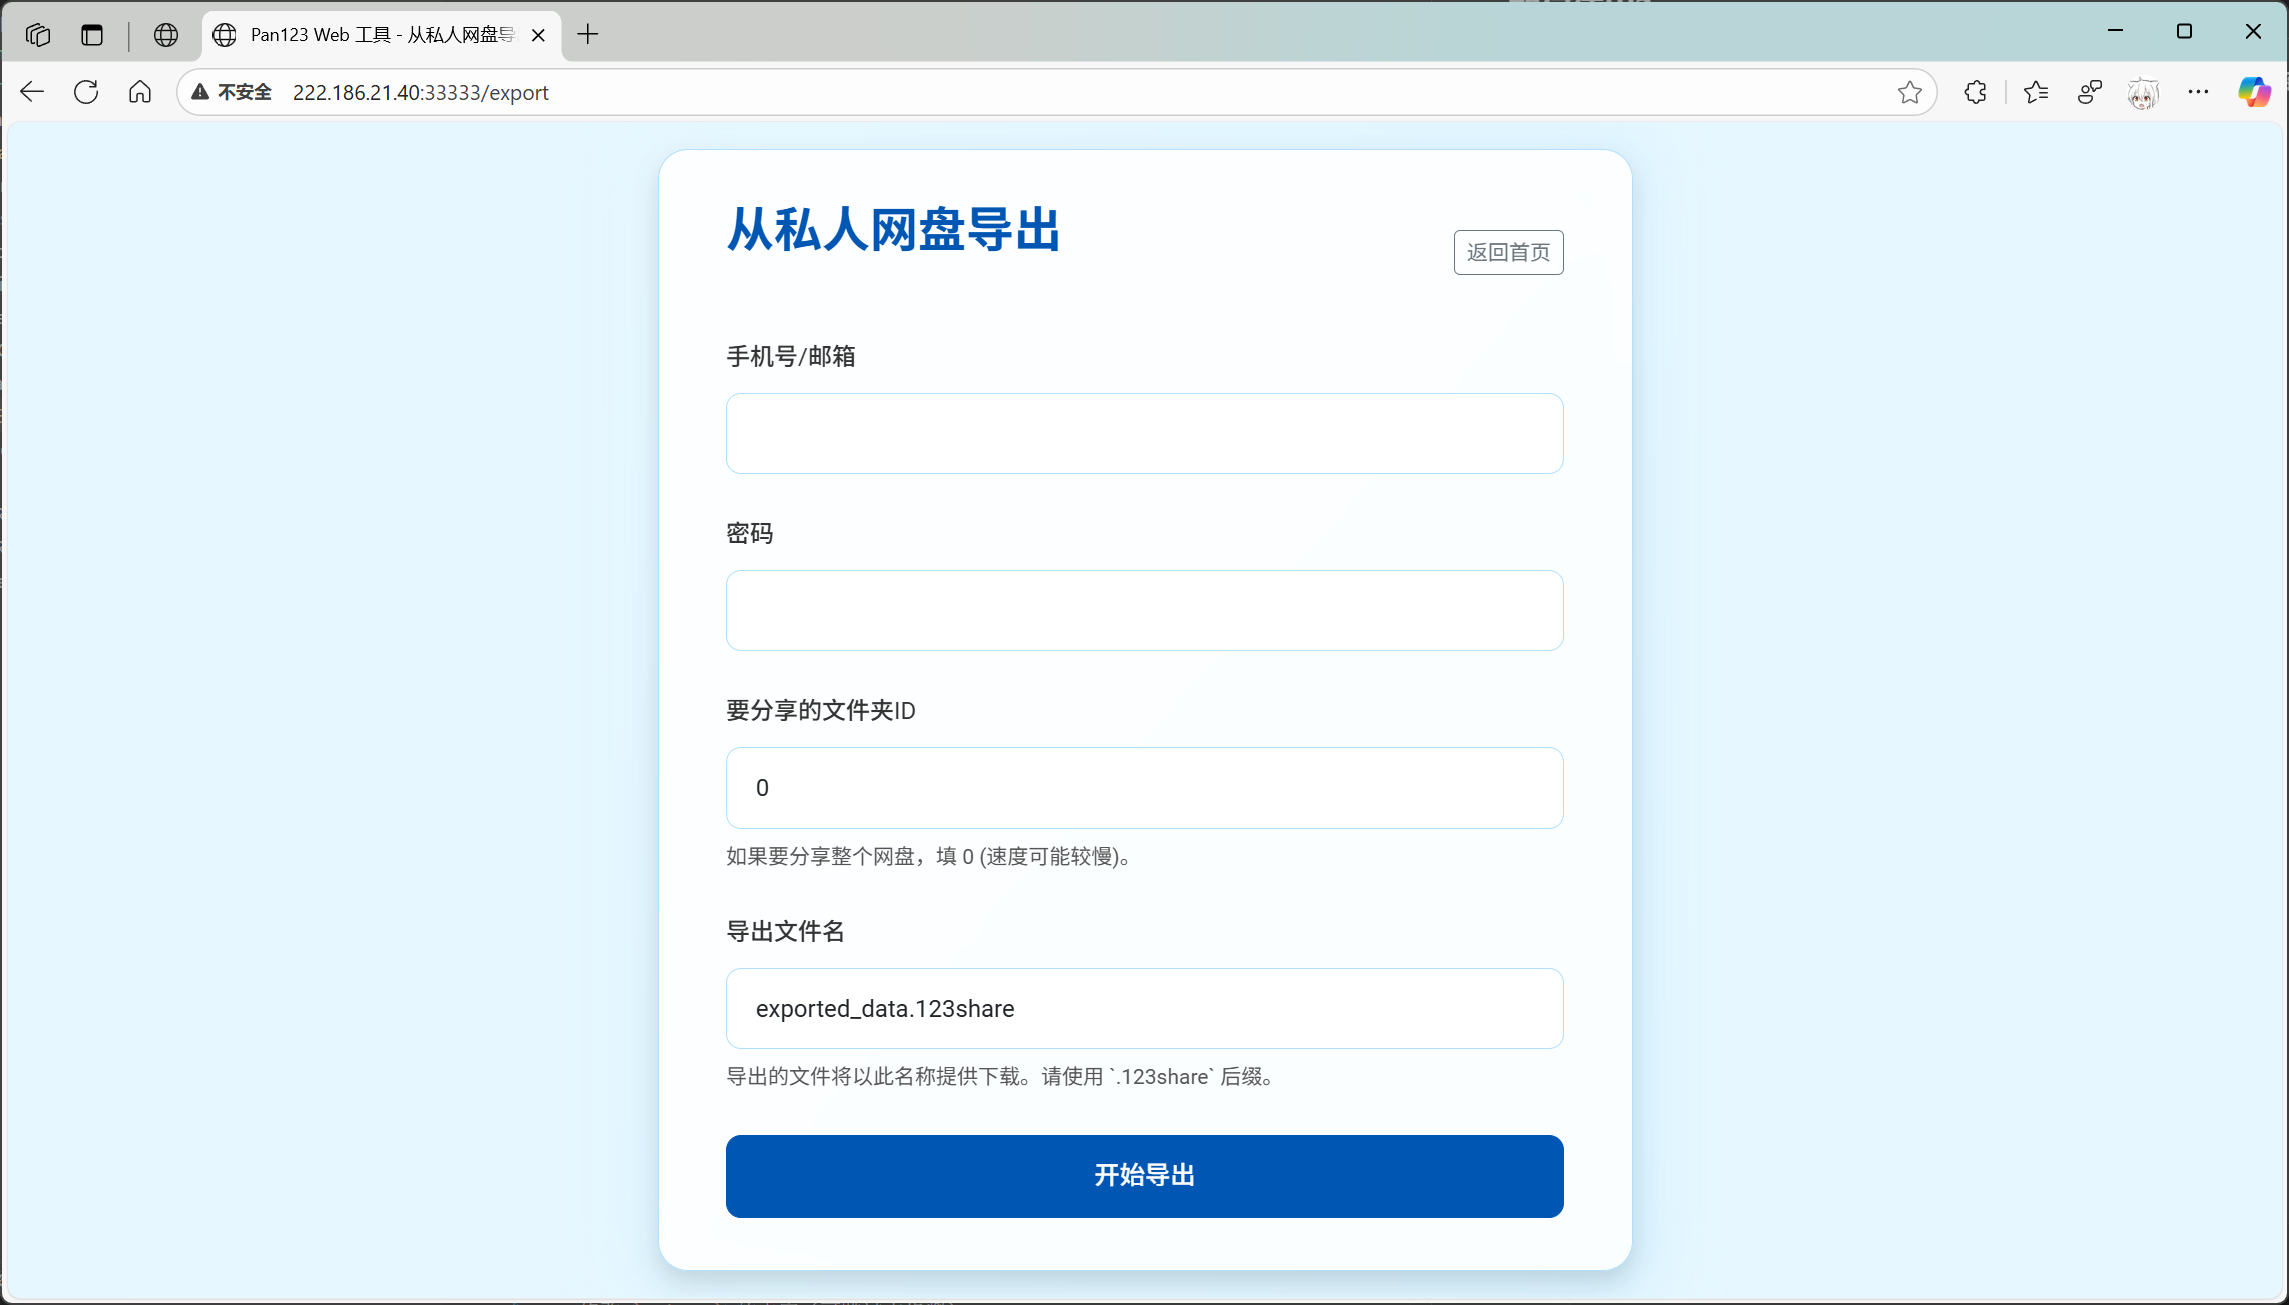 Pan123 Web 工具 - 从私人网盘导
不安全
222.186.21.40:33333/export
从私人网盘导出
返回首页
手机号/邮箱
密码
要分享的文件夹ID
0
如果要分享整个网盘，填 0 (速度可能较慢)。
导出文件名
exported_data.123share
导出的文件将以此名称提供下载。请使用 `.123share` 后缀。
开始导出